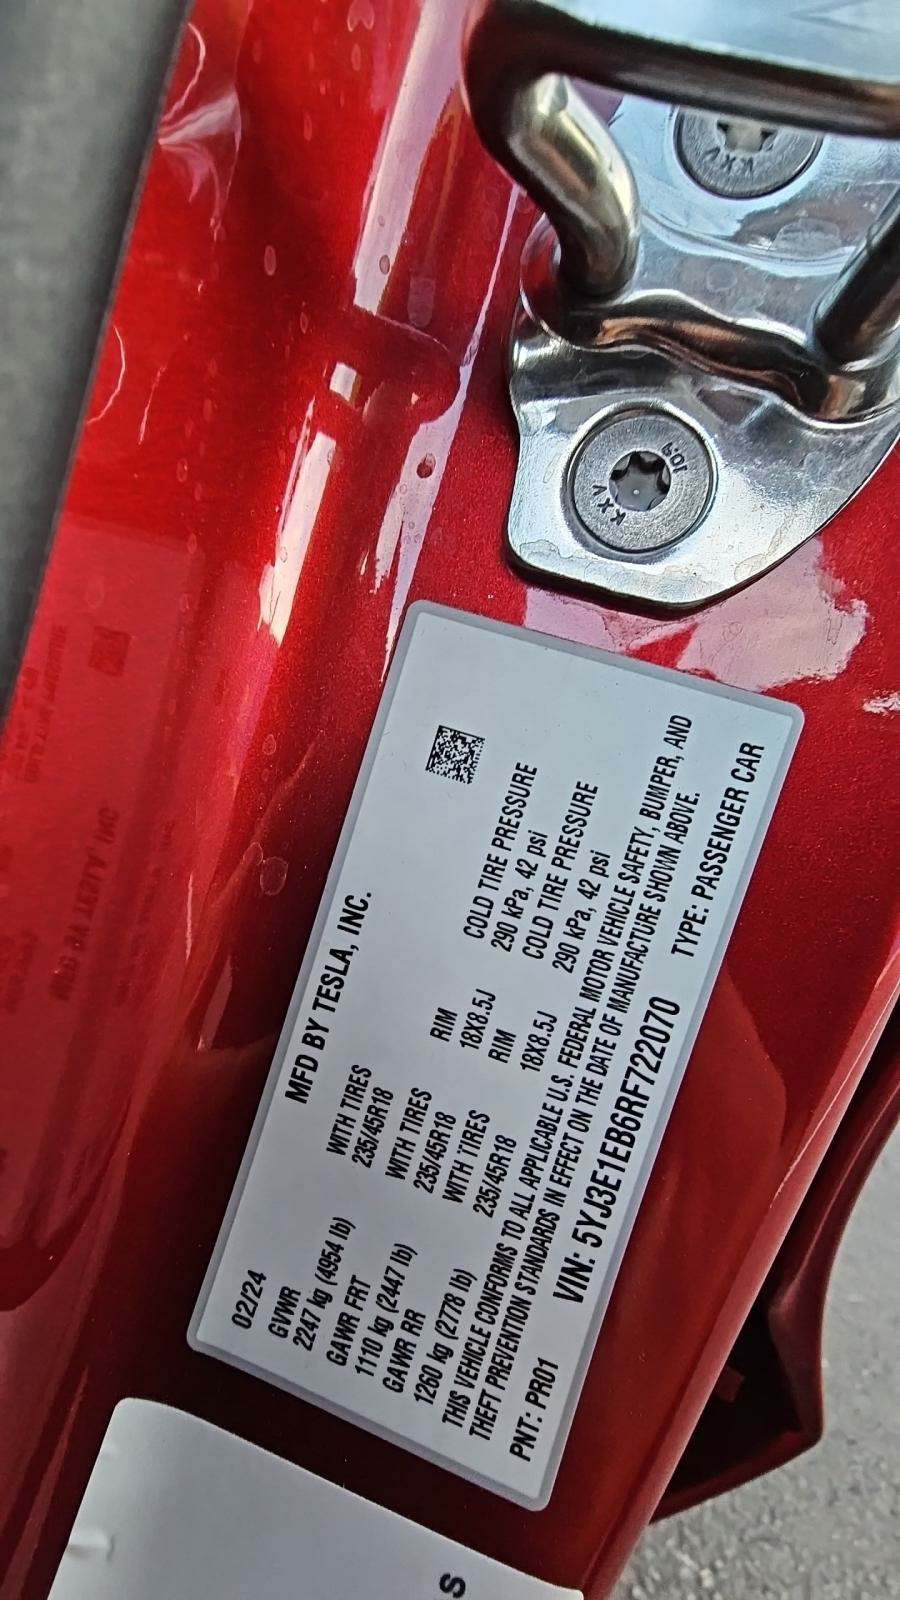 KXV
KXV
10.9
MFD BY TESLA, INC.
02/24
GVWR
2247 kg (4954 lb)
WITH TIRES
235/45R18
RIM
18X8.5J
COLD TIRE PRESSURE
290 kPa, 42 psi
GAWR FRT
1110 kg (2447 lb)
WITH TIRES
235/45R18
RIM
18X8.5J
COLD TIRE PRESSURE
290 kPa, 42 psi
GAWR RR
1260 kg (2778 lb)
WITH TIRES
235/45R18
THIS VEHICLE CONFORMS TO ALL APPLICABLE U.S. FEDERAL MOTOR VEHICLE SAFETY, BUMPER, AND
THEFT PREVENTION STANDARDS IN EFFECT ON THE DATE OF MANUFACTURE SHOWN ABOVE.
PNT: PR01 VIN: 5YJ3E1EB6RF722070 TYPE: PASSENGER CAR
S